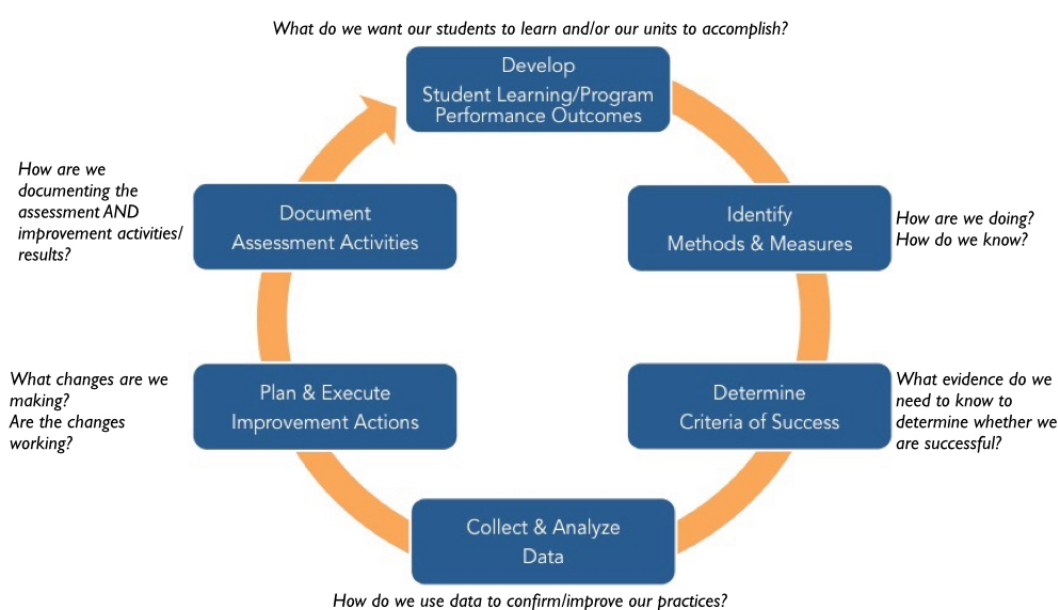 What do we want our students to learn and/or our units to accomplish?
Develop
Student Learning/Program
Performance Outcomes
Identify
Methods & Measures
How are we doing?
How do we know?
Determine
Criteria of Success
What evidence do we
need to know to
determine whether we
are successful?
Collect & Analyze
Data
How do we use data to confirm/improve our practices?
Plan & Execute
Improvement Actions
What changes are we
making?
Are the changes
working?
Document
Assessment Activities
How are we
documenting the
assessment AND
improvement activities/
results?